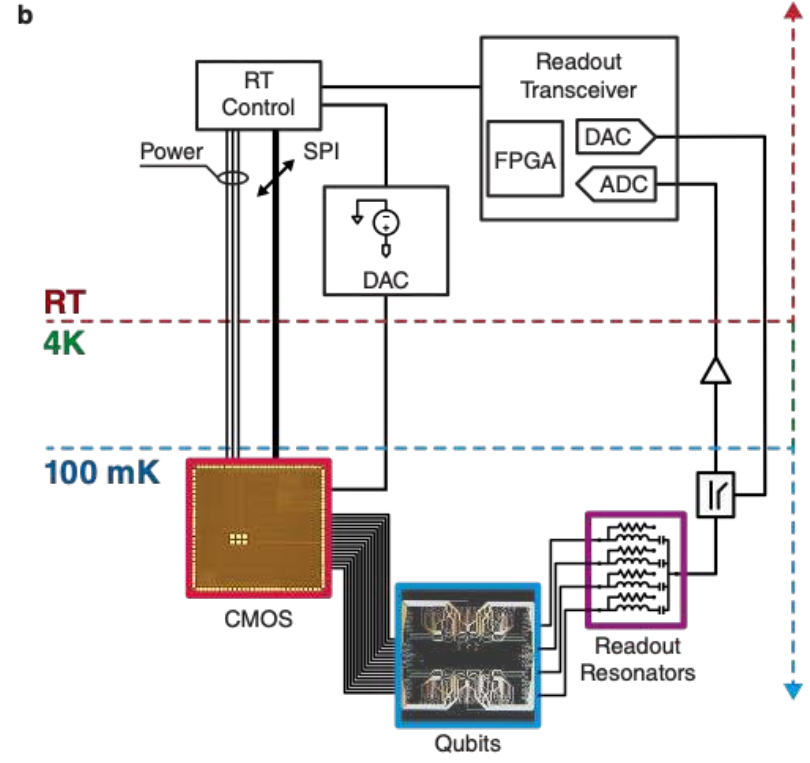 b
RT
Control
Readout
Transceiver
FPGA
DAC
ADC
Power
SPI
DAC
RT
4K
100 mK
CMOS
Readout
Resonators
Qubits